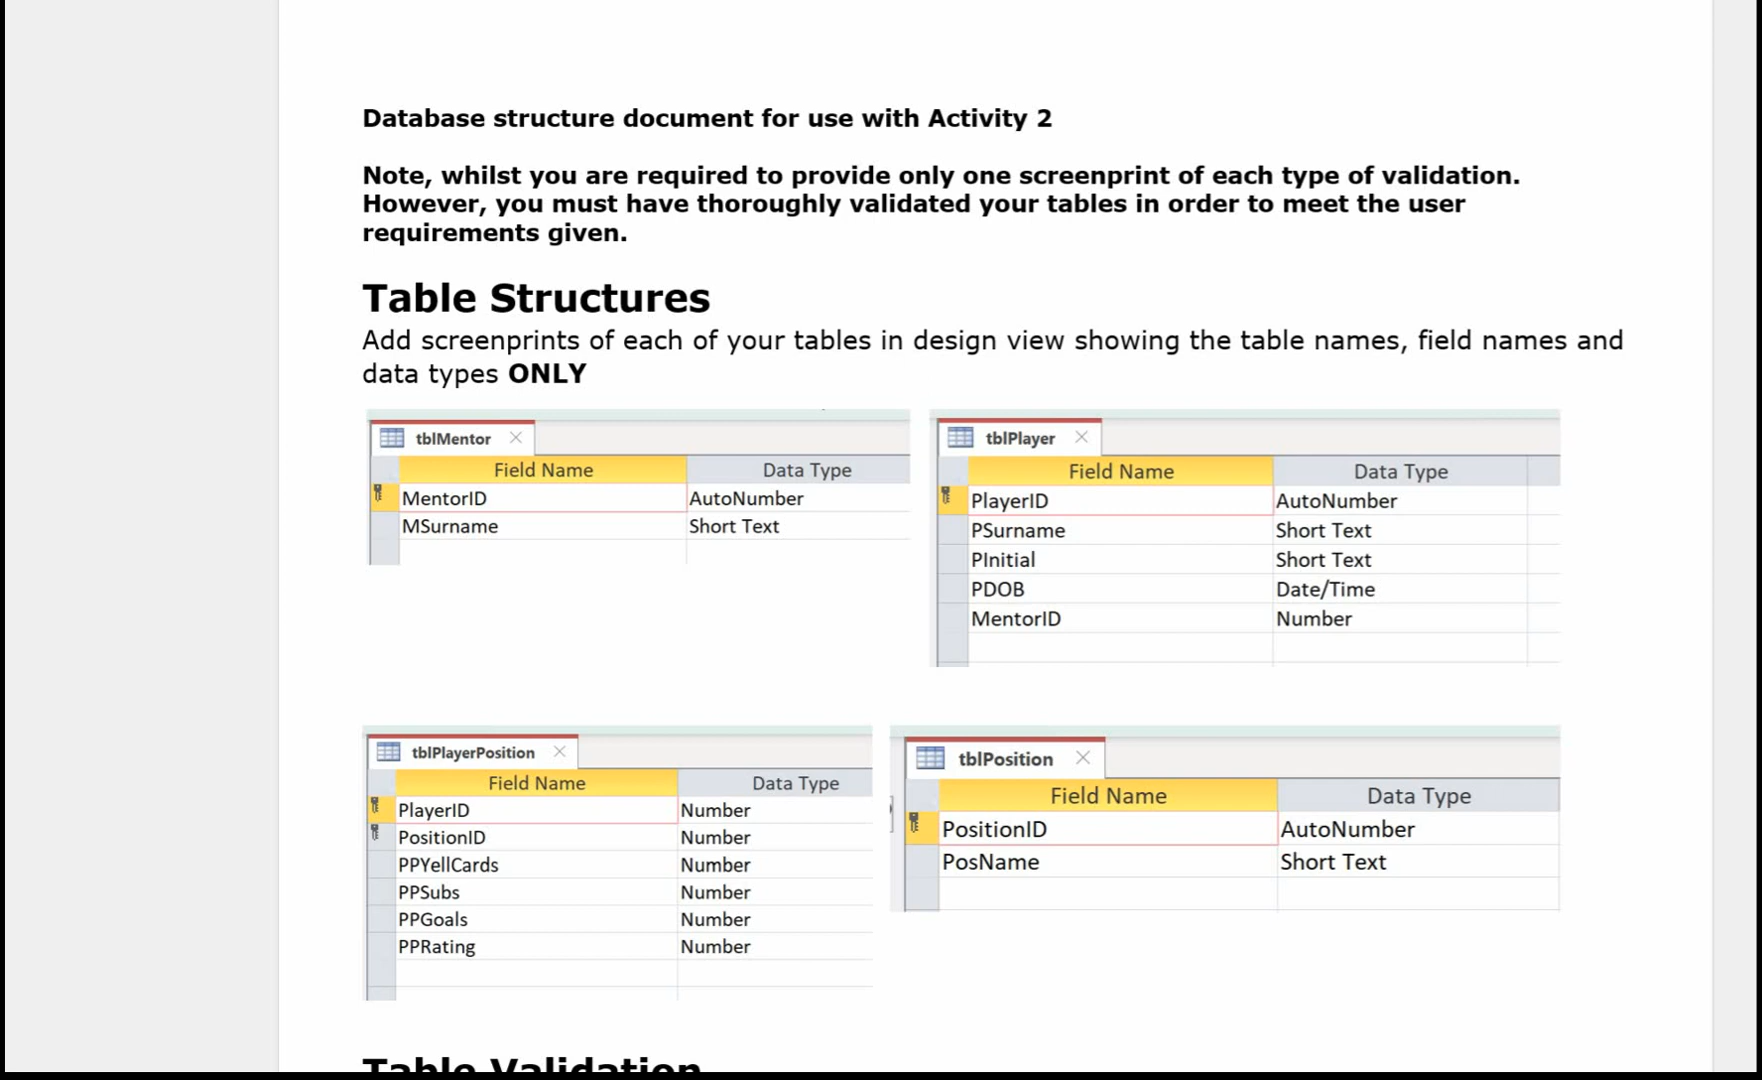 Database structure document for use with Activity 2
Note, whilst you are required to provide only one screenprint of each type of validation.
However, you must have thoroughly validated your tables in order to meet the user
requirements given.
Table Structures
Add screenprints of each of your tables in design view showing the table names, field names and
data types ONLY
tblMentor
Field Name Data Type
MentorID AutoNumber
MSurname Short Text
tblPlayer
Field Name Data Type
PlayerID AutoNumber
PSurname Short Text
PInitial Short Text
PDOB Date/Time
MentorID Number
tblPlayerPosition
Field Name Data Type
PlayerID Number
PositionID Number
PPYellCards Number
PPSubs Number
PPGoals Number
PPRating Number
tblPosition
Field Name Data Type
PositionID AutoNumber
PosName Short Text
Table Validation